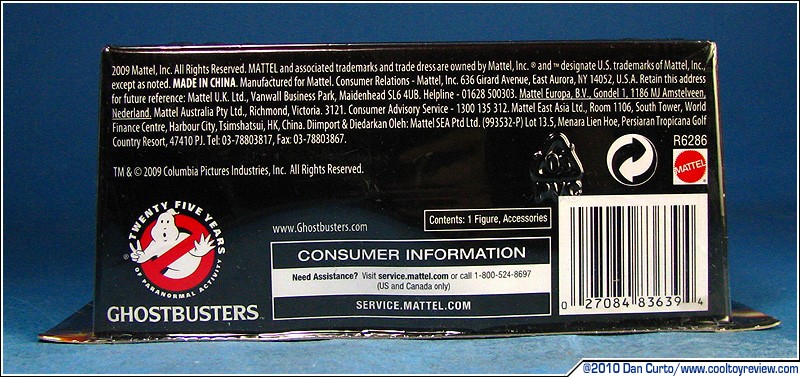 2009 Mattel, Inc. All Rights Reserved. MATTEL and associated trademarks and trade dress are owned by Mattel, Inc. ® and ™ designate U.S. trademarks of Mattel, Inc.,
except as noted. MADE IN CHINA. Manufactured for Mattel. Consumer Relations - Mattel, Inc. 636 Girard Avenue, East Aurora, NY 14052, U.S.A. Retain this address
for future reference: Mattel U.K. Ltd., Vanwall Business Park, Maidenhead SL6 4UB. Helpline - 01628 500303. Mattel Europa, B.V., Gondel 1, 1186 MJ Amstelveen,
Nederland. Mattel Australia Pty Ltd., Richmond, Victoria. 3121. Consumer Advisory Service - 1300 135 312. Mattel East Asia Ltd., Room 1106, South Tower, World
Finance Centre, Harbour City, Tsimshatsui, HK, China. Diimport & Diedarkan Oleh: Mattel SEA Ptd Ltd. (993532-P) Lot 13.5, Menara Lien Hoe, Persiaran Tropicana Golf
Country Resort, 47410 PJ. Tel: 03-78803817, Fax: 03-78803867.
R6286
MATTEL
TM & © 2009 Columbia Pictures Industries, Inc. All Rights Reserved.
TWENTY FIVE YEARS
OF PARANORMAL ACTIVITY
GHOSTBUSTERS
www.Ghostbusters.com
Contents: 1 Figure, Accessories
CONSUMER INFORMATION
Need Assistance? Visit service.mattel.com or call 1-800-524-8697
(US and Canada only)
SERVICE.MATTEL.COM
0 27084 83639 4
©2010 Dan Curto/www.cooltoyreview.com